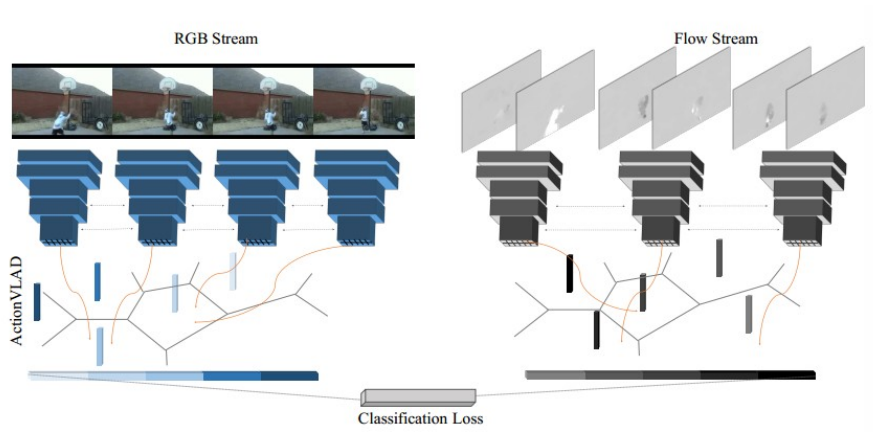 RGB Stream
Flow Stream
ActionVLAD
Classification Loss